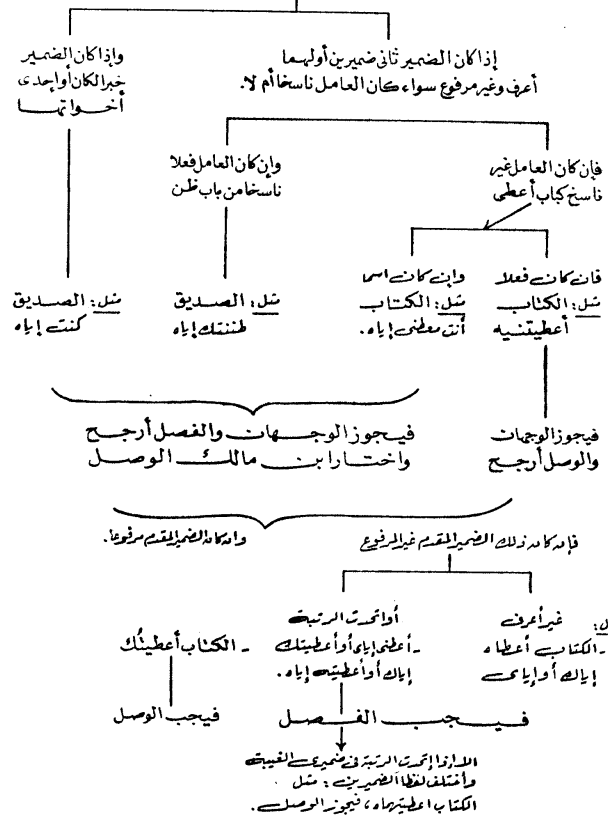 إذا كان الضمير ثاني ضميرين أولهما
أعرف وغير مرفوع سواء كان العامل ناسخا أم لا.
وإذا كان الضمير
خبرا لكان أو إحدى
أخواتها
فإن كان العامل غير
ناسخ كباب أعطى
وإن كان العامل فعلا
ناسخا من باب ظن
فإن كان فعلا
مثل: الكتاب
أعطيتنيه
وإن كان اسما
مثل: الكتاب
أنت معطني إياه.
مثل: الصديق
ظننتك إياه
مثل: الصديق
كنت إياه
فيجوز الوجهان
والوصل أرجح
فيجوز الوجهان والفصل أرجح
واختار ابن مالك الوصل
فإن كان ذلك الضمير المقدم غير المرفوع
وإن كان الضمير المقدم مرفوعا.
غير أعرف
ـ الكتاب أعطاه
إياك أو إياي
أو اتحدت الرتبة
ـ أعطني إياي أو أعطيتك
إياك أو أعطيته إياه.
ـ الكتاب أعطيتُك
فيجب الفصل
فيجب الوصل
إلا إذا اتحدت الرتبة في ضميري الغيبة
واختلف لفظا الضميرين: مثل
الكتاب أعطيتهماه، فيجوز الوصل.